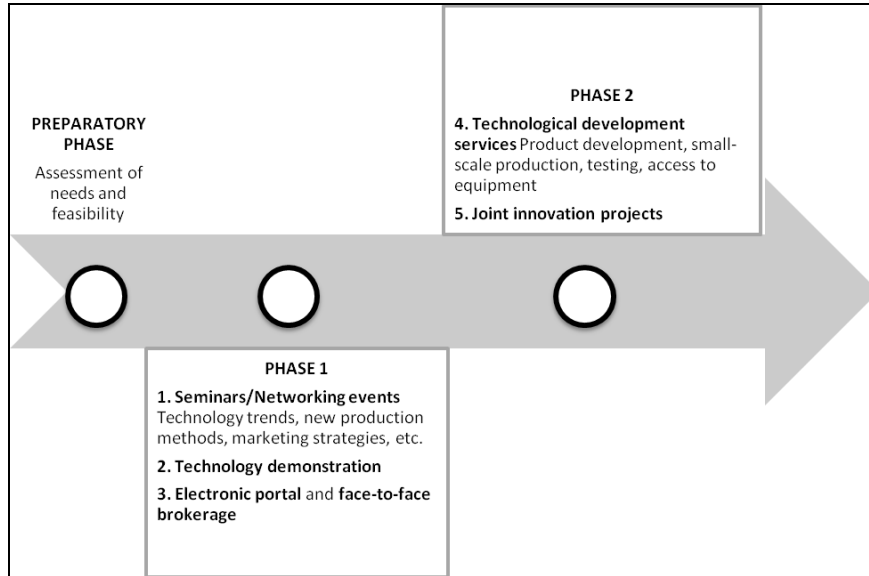 PREPARATORY
PHASE
Assessment of
needs and
feasibility
PHASE 1
1. Seminars/Networking events
Technology trends, new production
methods, marketing strategies, etc.
2. Technology demonstration
3. Electronic portal and face-to-face
brokerage
PHASE 2
4. Technological development
services Product development, small-
scale production, testing, access to
equipment
5. Joint innovation projects